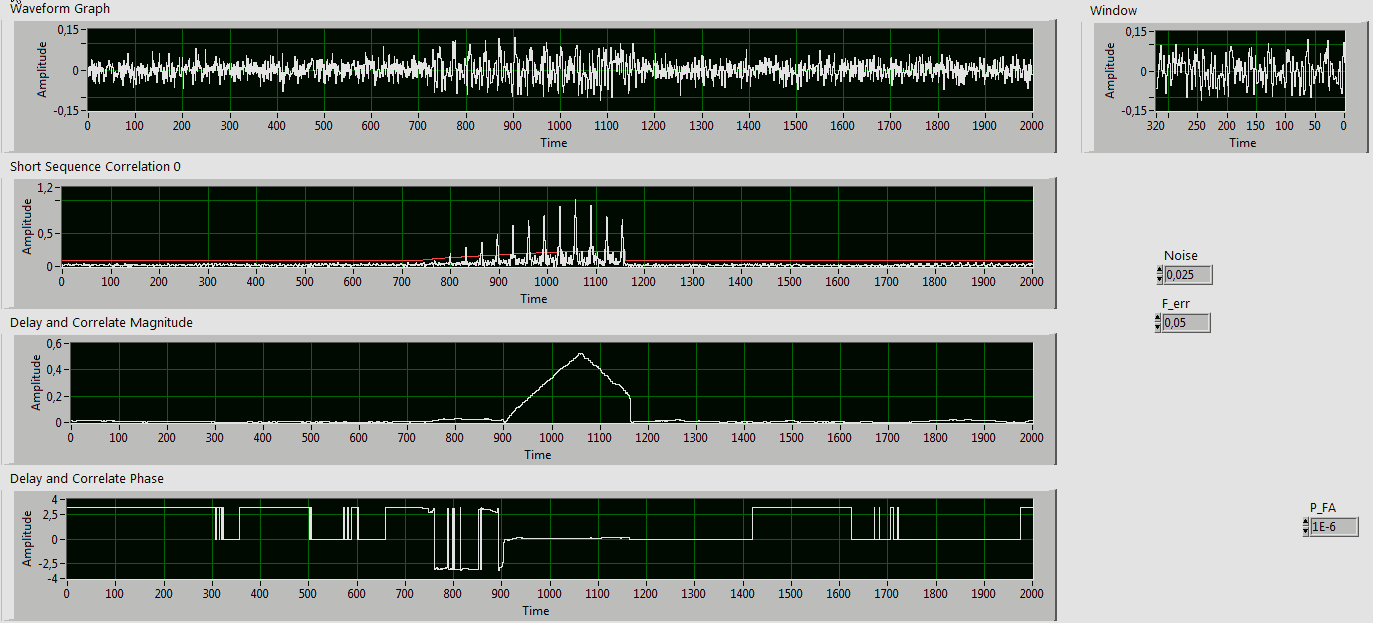 Waveform Graph
0,15
0
-0,15
Amplitude
0 100 200 300 400 500 600 700 800 900 1000 1100 1200 1300 1400 1500 1600 1700 1800 1900 2000
Time
Window
0,15
0
-0,15
Amplitude
320 250 200 150 100 50 0
Time
Short Sequence Correlation 0
1,2
0,5
0
Amplitude
0 100 200 300 400 500 600 700 800 900 1000 1100 1200 1300 1400 1500 1600 1700 1800 1900 2000
Time
Noise
0,025
F_err
0,05
Delay and Correlate Magnitude
0,6
0,4
0,2
0
Amplitude
0 100 200 300 400 500 600 700 800 900 1000 1100 1200 1300 1400 1500 1600 1700 1800 1900 2000
Time
Delay and Correlate Phase
4
2,5
0
-2,5
-4
Amplitude
0 100 200 300 400 500 600 700 800 900 1000 1100 1200 1300 1400 1500 1600 1700 1800 1900 2000
Time
P_FA
1E-6